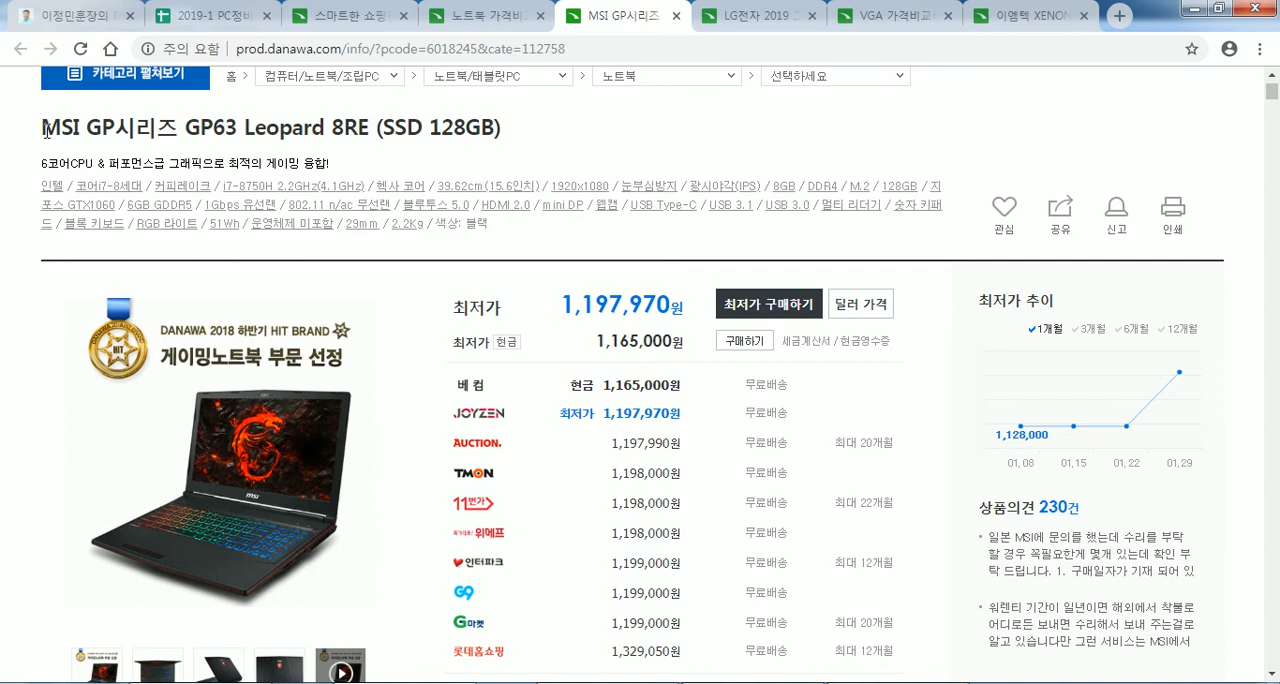 이정민훈장의
2019-1 PC정비
스마트한 쇼핑
노트북 가격비교
MSI GP시리즈
LG전자 2019
VGA 가격비교
이엠텍 XENON
주의 요함 | prod.danawa.com/info/?pcode=6018245&cate=112758
카테고리 펼쳐보기
홈 > 컴퓨터/노트북/조립PC > 노트북/태블릿PC > 노트북 > 선택하세요
MSI GP시리즈 GP63 Leopard 8RE (SSD 128GB)
6코어CPU & 퍼포먼스급 그래픽으로 최적의 게이밍 융합!
인텔 / 코어i7-8세대 / 커피레이크 / i7-8750H 2.2GHz(4.1GHz) / 헥사 코어 / 39.62cm(15.6인치) / 1920x1080 / 눈부심방지 / 광시야각(IPS) / 8GB / DDR4 / M.2 / 128GB / 지
포스 GTX1060 / 6GB GDDR5 / 1Gbps 유선랜 / 802.11 n/ac 무선랜 / 블루투스 5.0 / HDMI 2.0 / mini DP / 웹캠 / USB Type-C / USB 3.1 / USB 3.0 / 멀티 리더기 / 숫자 키패
드 / 블록 키보드 / RGB 라이트 / 51Wh / 운영체제 미포함 / 29mm / 2.2Kg / 색상: 블랙
관심
공유
신고
인쇄
DANAWA 2018 하반기 HIT BRAND
게이밍노트북 부문 선정
HIT
msi
최저가 1,197,970원 최저가 구매하기 딜러 가격
최저가 현금 1,165,000원 구매하기 세금계산서 / 현금영수증
베 컴 현금 1,165,000원 무료배송
JOYZEN 최저가 1,197,970원 무료배송
AUCTION. 1,197,990원 무료배송 최대 20개월
TMON 1,198,000원 무료배송
11번가 1,198,000원 무료배송 최대 22개월
위메프 1,198,000원 무료배송
인터파크 1,199,000원 무료배송 최대 12개월
G9 1,199,000원 무료배송
G마켓 1,199,000원 무료배송 최대 20개월
롯데홈쇼핑 1,329,050원 무료배송 최대 12개월
최저가 추이
1개월 3개월 6개월 12개월
1,128,000
01, 08 01, 15 01, 22 01, 29
상품의견 230건
일본 MSI에 문의를 했는데 수리를 부탁
할 경우 꼭필요한게 몇개 있는데 확인 부
탁 드립니다. 1. 구매일자가 기재 되어 있
워렌티 기간이 일년이면 해외에서 착불로
어디로든 보내면 수리해서 보내 주는걸로
알고 있습니다만 그런 서비스는 MSI에서